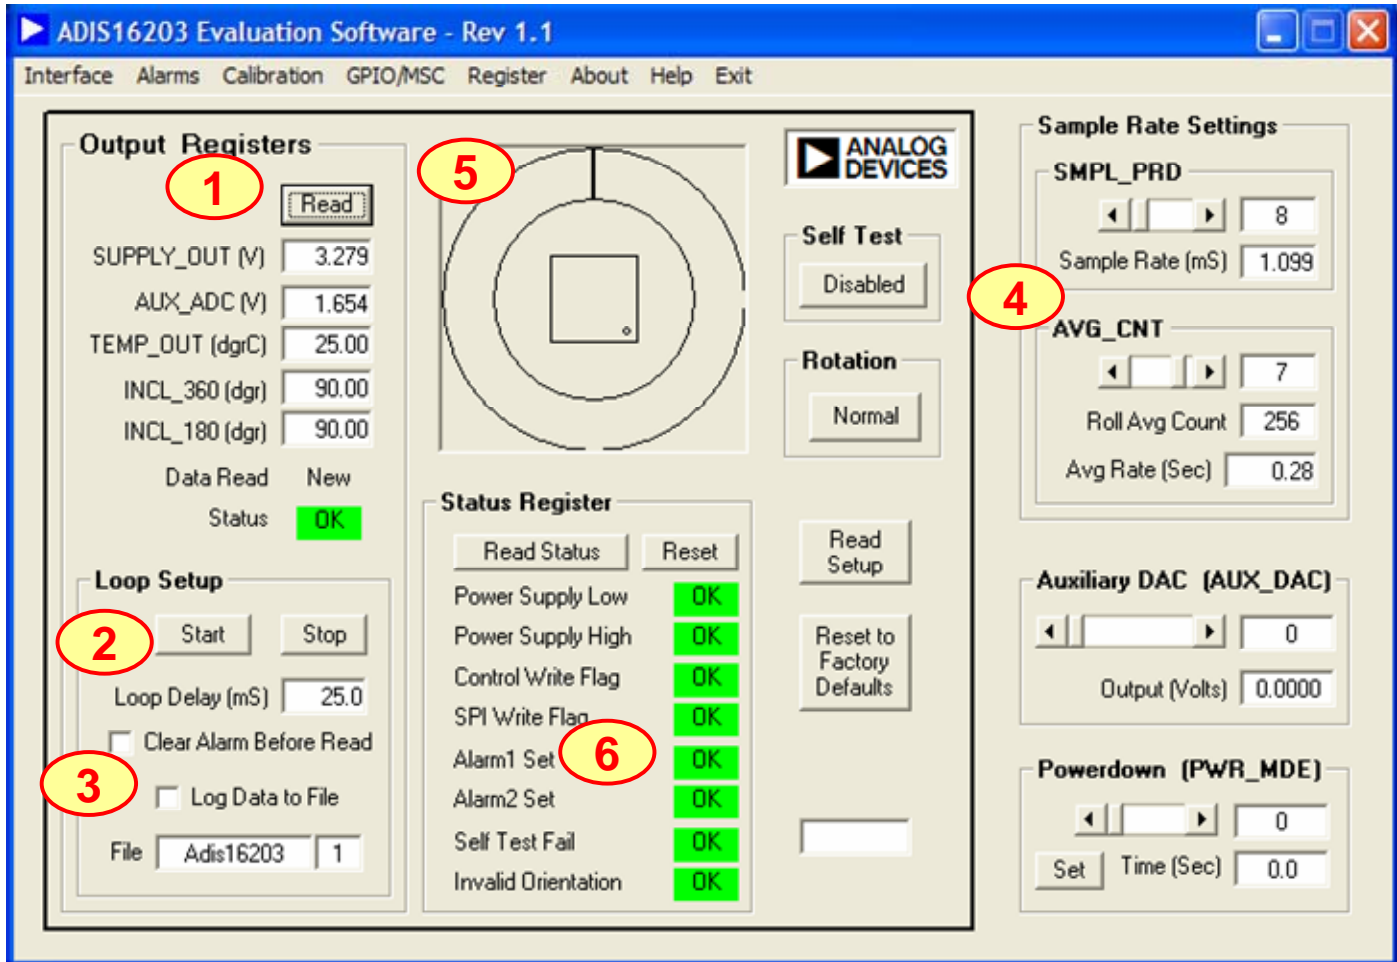 ADIS16203 Evaluation Software - Rev 1.1
Interface Alarms Calibration GPIO/MSC Register About Help Exit
Output Registers
1
Read
SUPPLY_OUT (V) 3.279
AUX_ADC (V) 1.654
TEMP_OUT (dgrC) 25.00
INCL_360 (dgr) 90.00
INCL_180 (dgr) 90.00
Data Read New
Status OK
Loop Setup
2
Start Stop
Loop Delay (mS) 25.0
Clear Alarm Before Read
3
Log Data to File
File Adis16203 1
5
Status Register
Read Status Reset
Power Supply Low OK
Power Supply High OK
Control Write Flag OK
SPI Write Flag OK
Alarm1 Set OK
6
Alarm2 Set OK
Self Test Fail OK
Invalid Orientation OK
ANALOG
DEVICES
Self Test
Disabled
Rotation
Normal
Read
Setup
Reset to
Factory
Defaults
Sample Rate Settings
SMPL_PRD
8
Sample Rate (mS) 1.099
4
AVG_CNT
7
Roll Avg Count 256
Avg Rate (Sec) 0.28
Auxiliary DAC (AUX_DAC)
0
Output (Volts) 0.0000
Powerdown (PWR_MDE)
0
Set Time (Sec) 0.0